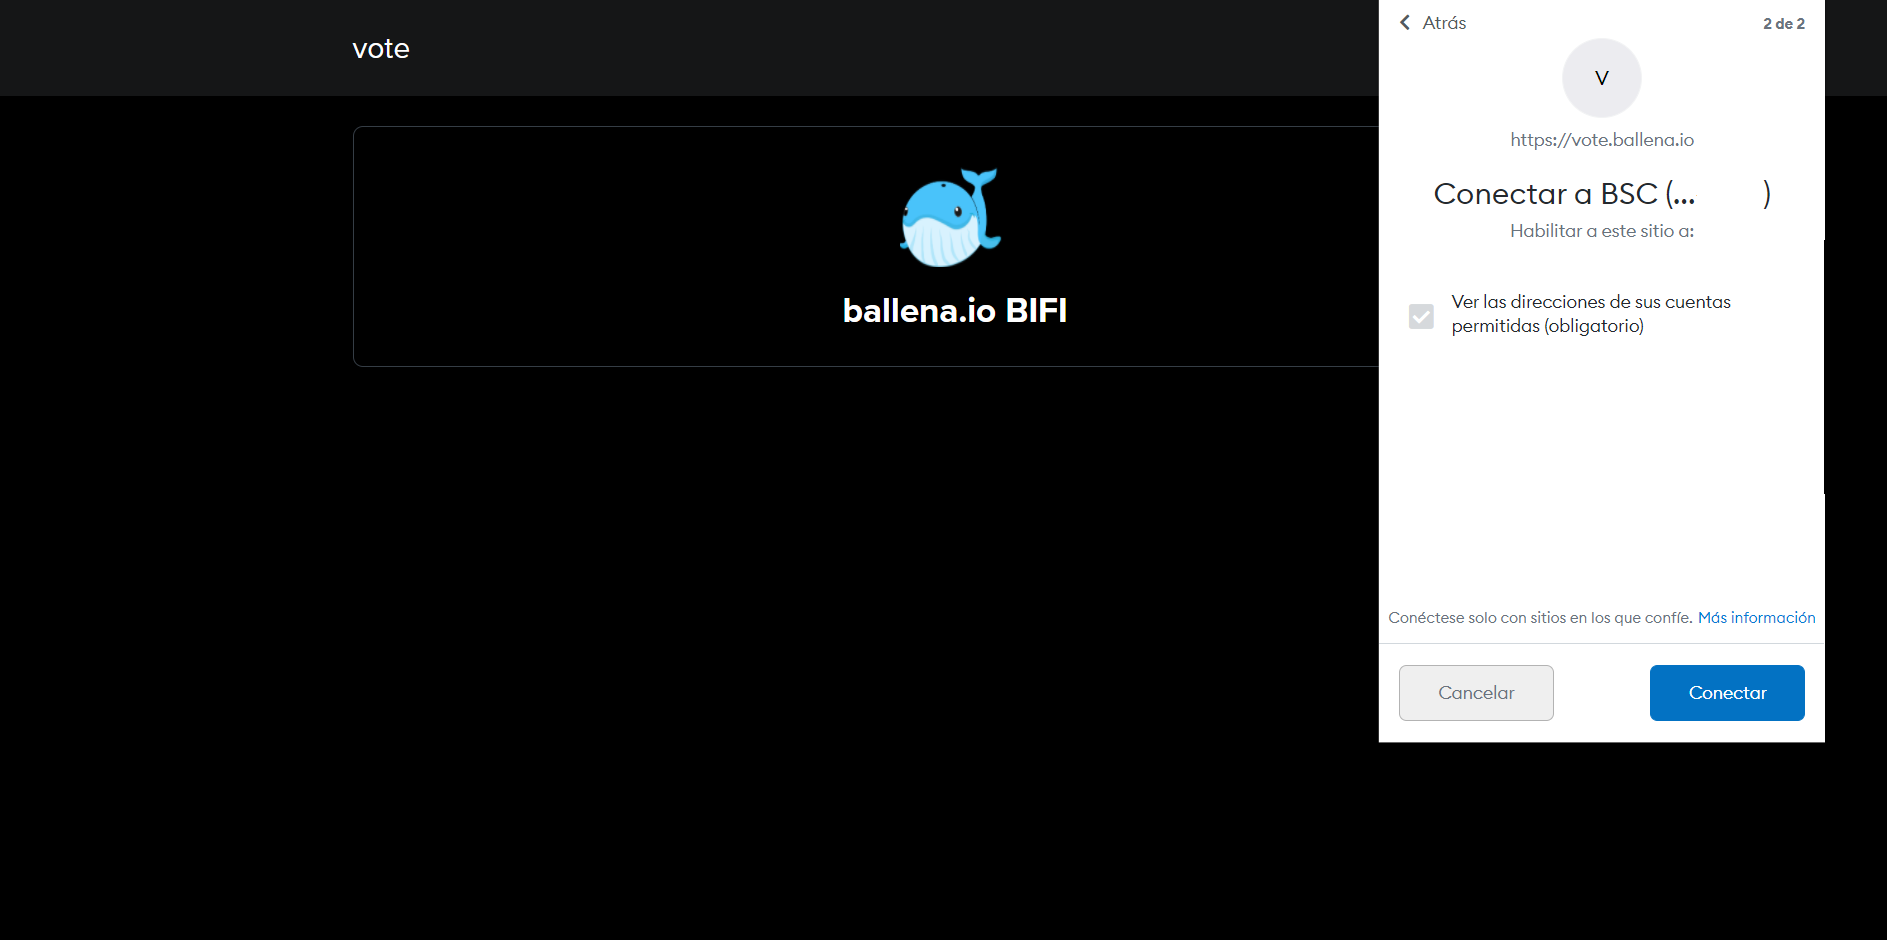 vote
ballena.io BIFI
Atrás
2 de 2
V
https://vote.ballena.io
Conectar a BSC (... )
Habilitar a este sitio a:
Ver las direcciones de sus cuentas
permitidas (obligatorio)
Conéctese solo con sitios en los que confíe. Más información
Cancelar
Conectar